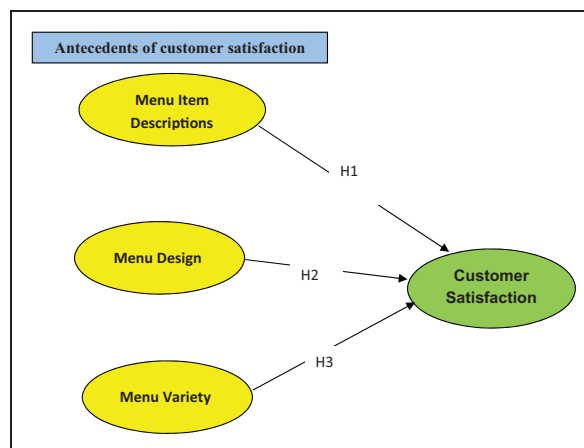 Antecedents of customer satisfaction
Menu Item
Descriptions
H1
Menu Design
H2
Customer
Satisfaction
H3
Menu Variety